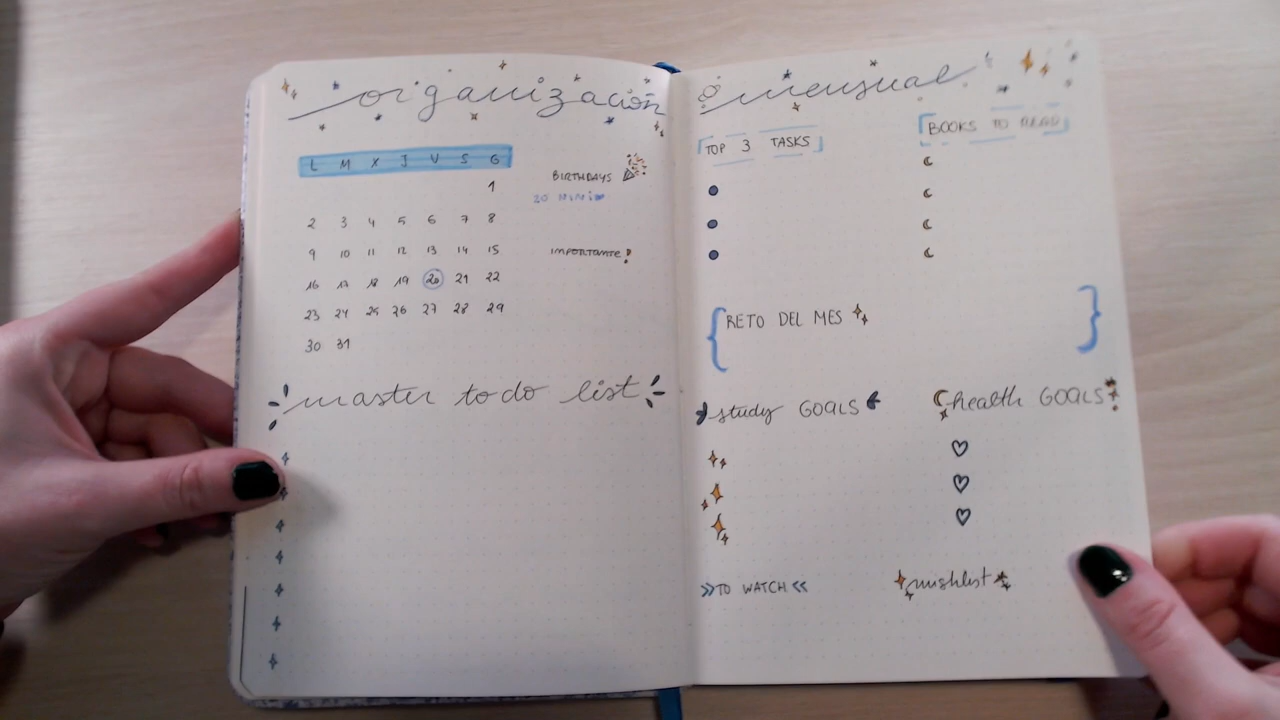 organización
L M X J V S G
1
2 3 4 5 6 7 8
9 10 11 12 13 14 15
16 17 18 19 20 21 22
23 24 25 26 27 28 29
30 31
BIRTHDAYS
20 MIMI
IMPORTANTE!
master to do list
mensual
TOP 3 TASKS
BOOKS TO READ
RETO DEL MES
study GOALS
health GOALS
»TO WATCH«
wishlist